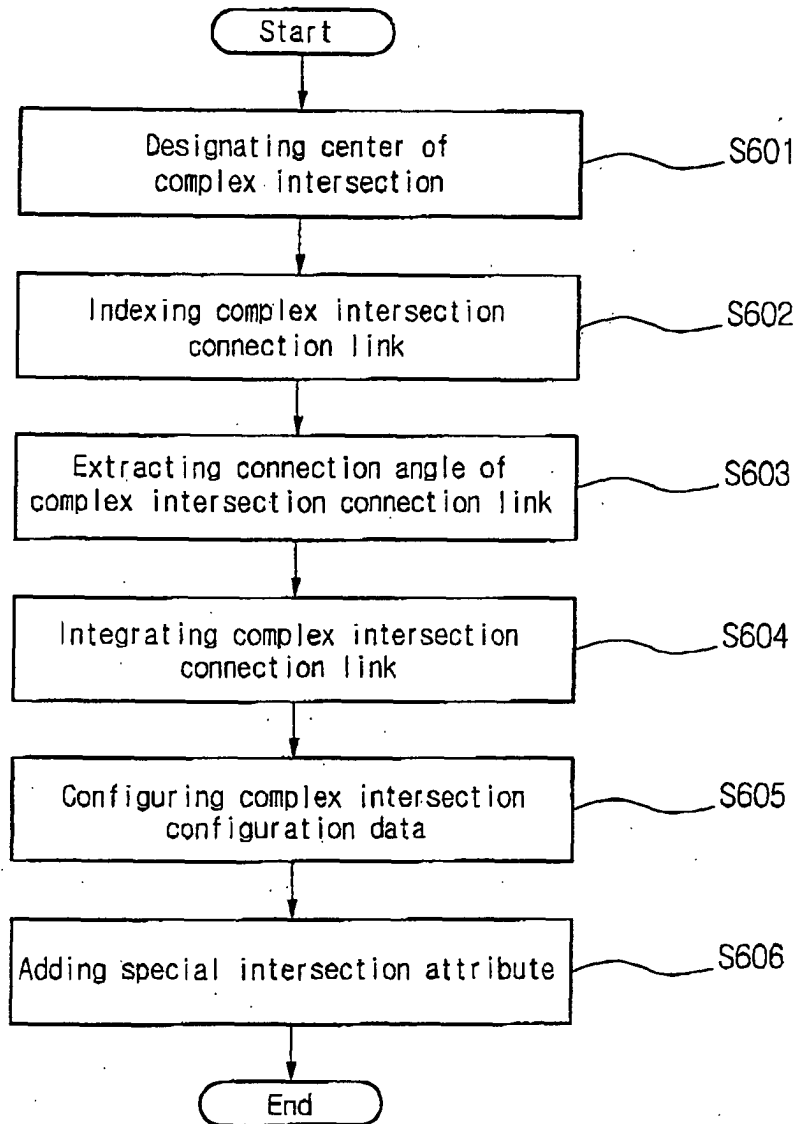 Start
Designating center of
complex intersection
S601
Indexing complex intersection
connection link
S602
Extracting connection angle of
complex intersection connection link
S603
Integrating complex intersection
connection link
S604
Configuring complex intersection
configuration data
S605
Adding special intersection attribute
S606
End